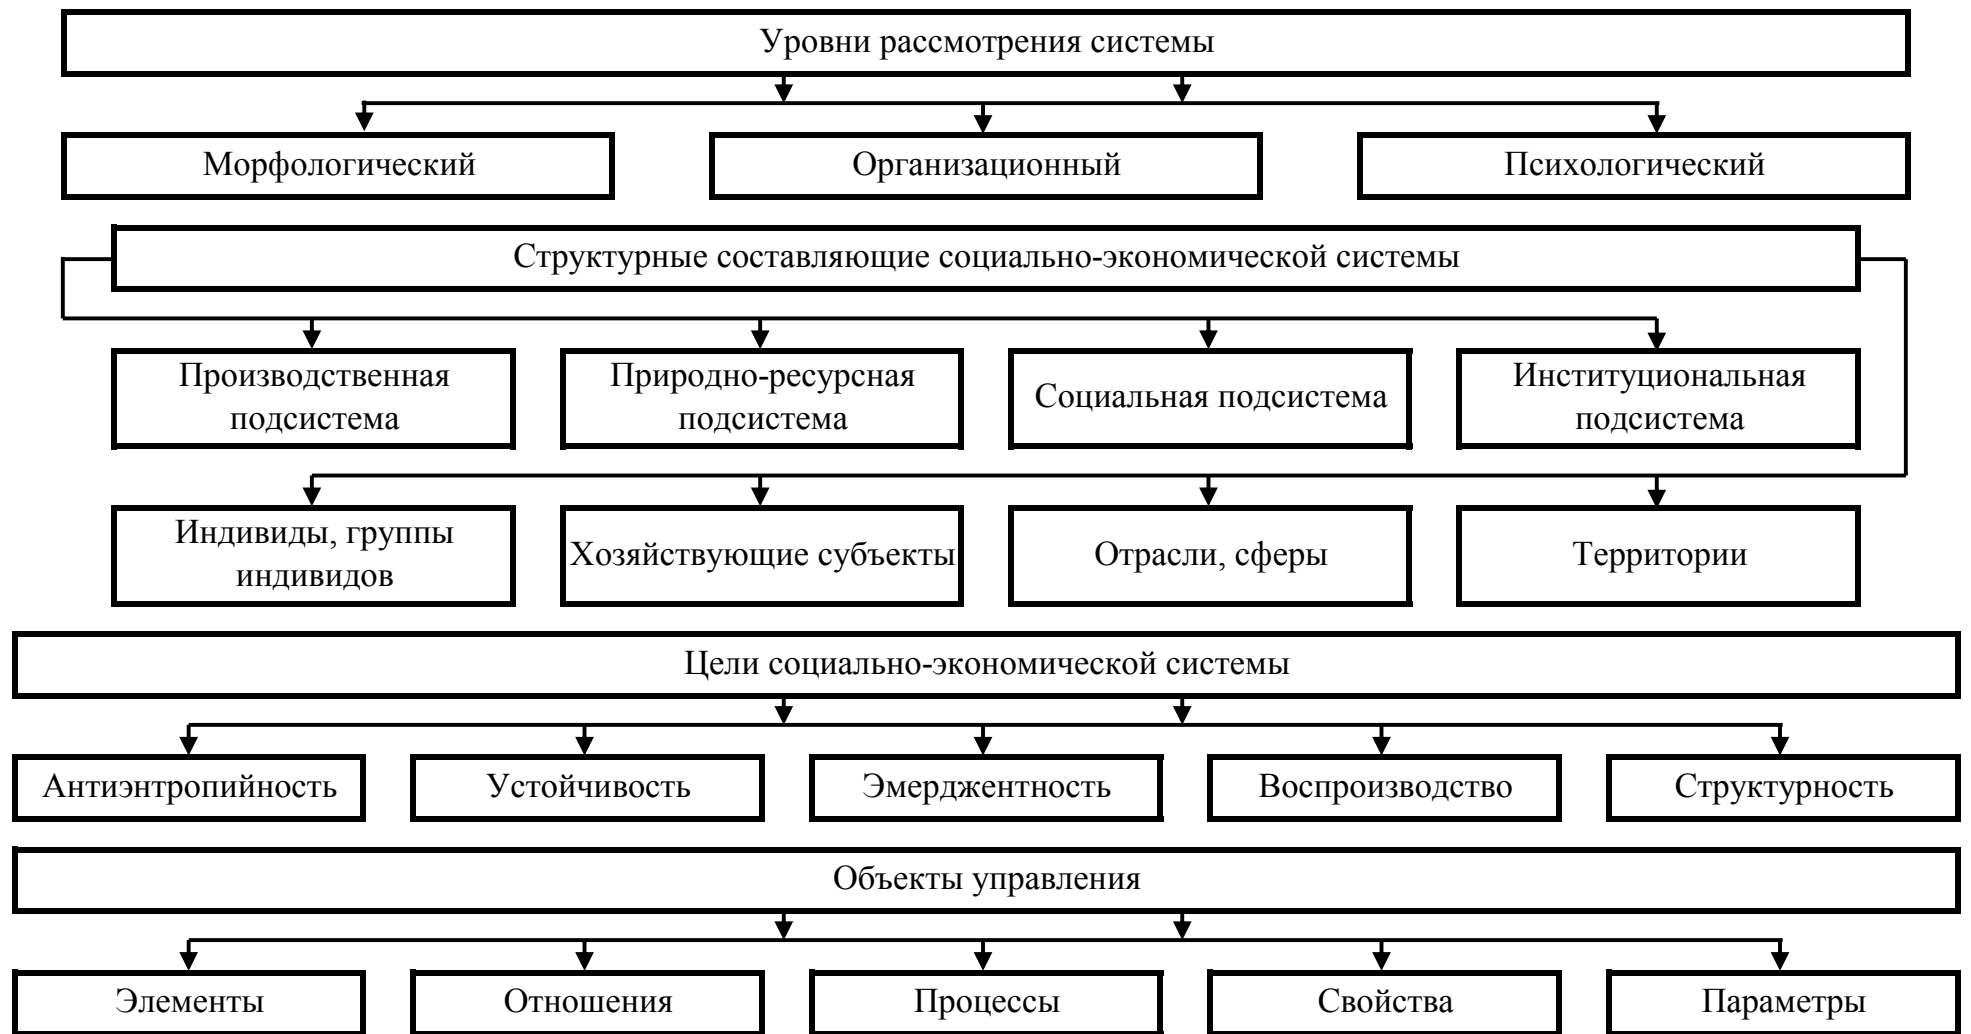 Уровни рассмотрения системы
Морфологический
Организационный
Психологический
Структурные составляющие социально-экономической системы
Производственная
подсистема
Природно-ресурсная
подсистема
Социальная подсистема
Институциональная
подсистема
Индивиды, группы
индивидов
Хозяйствующие субъекты
Отрасли, сферы
Территории
Цели социально-экономической системы
Антиэнтропийность
Устойчивость
Эмерджентность
Воспроизводство
Структурность
Объекты управления
Элементы
Отношения
Процессы
Свойства
Параметры